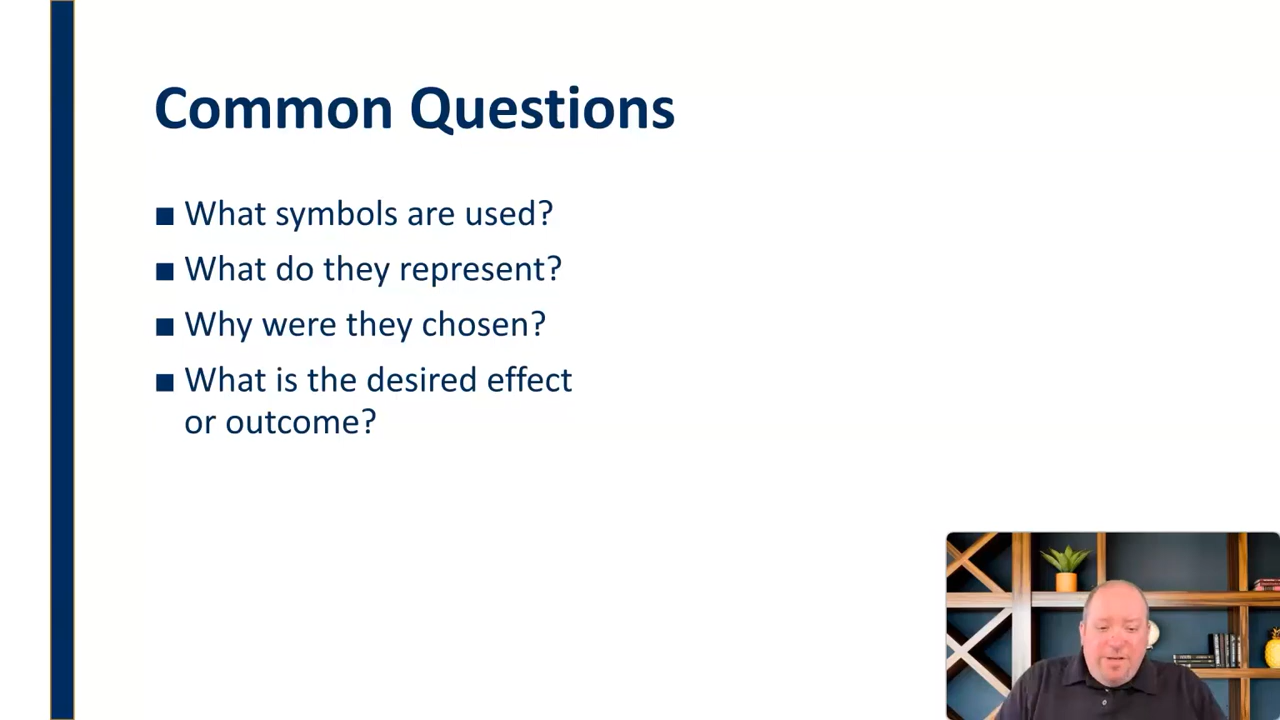 Common Questions
■ What symbols are used?
■ What do they represent?
■ Why were they chosen?
■ What is the desired effect
or outcome?